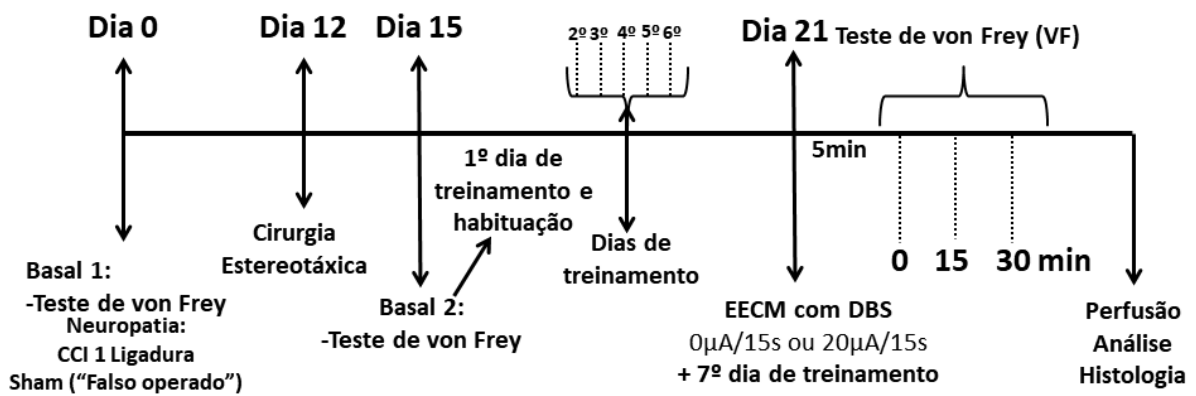 Dia 0
Dia 12
Dia 15
2º 3º 4º 5º 6º
Dia 21
Teste de von Frey (VF)
5min
1º dia de
treinamento e
habituação
Basal 1:
-Teste de von Frey
Neuropatia:
CCI 1 Ligadura
Sham (“Falso operado”)
Cirurgia
Estereotáxica
Basal 2:
-Teste de von Frey
Dias de
treinamento
0 15 30 min
EECM com DBS
0µA/15s ou 20µA/15s
+ 7º dia de treinamento
Perfusão
Análise
Histologia